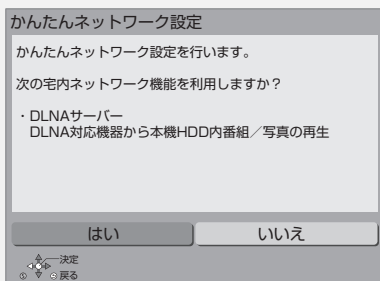 かんたんネットワーク設定
かんたんネットワーク設定を行います。
次の宅内ネットワーク機能を利用しますか？
・DLNAサーバー
DLNA対応機器から本機HDD内番組／写真の再生
はい
いいえ
決定
戻る